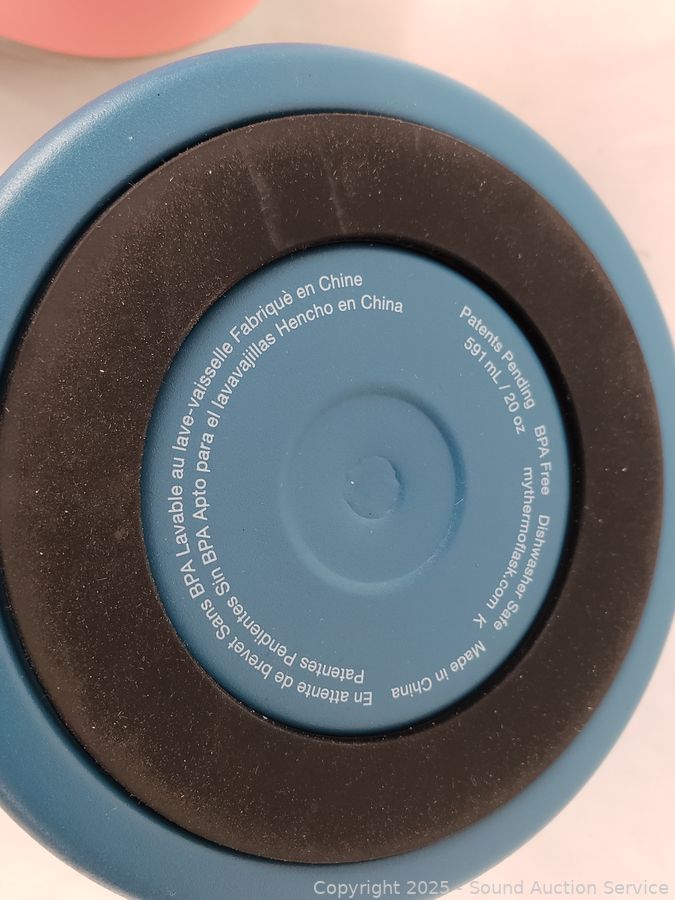 Patents Pending BPA Free Dishwasher Safe Made in China
591 mL / 20 oz mythermoflask.com K
En attente de brevet Sans BPA Lavable au lave-vaisselle Fabriquè en Chine
Patentes Pendientes Sin BPA Apto para el lavavajillas Hencho en China
Copyright 2025 - Sound Auction Service